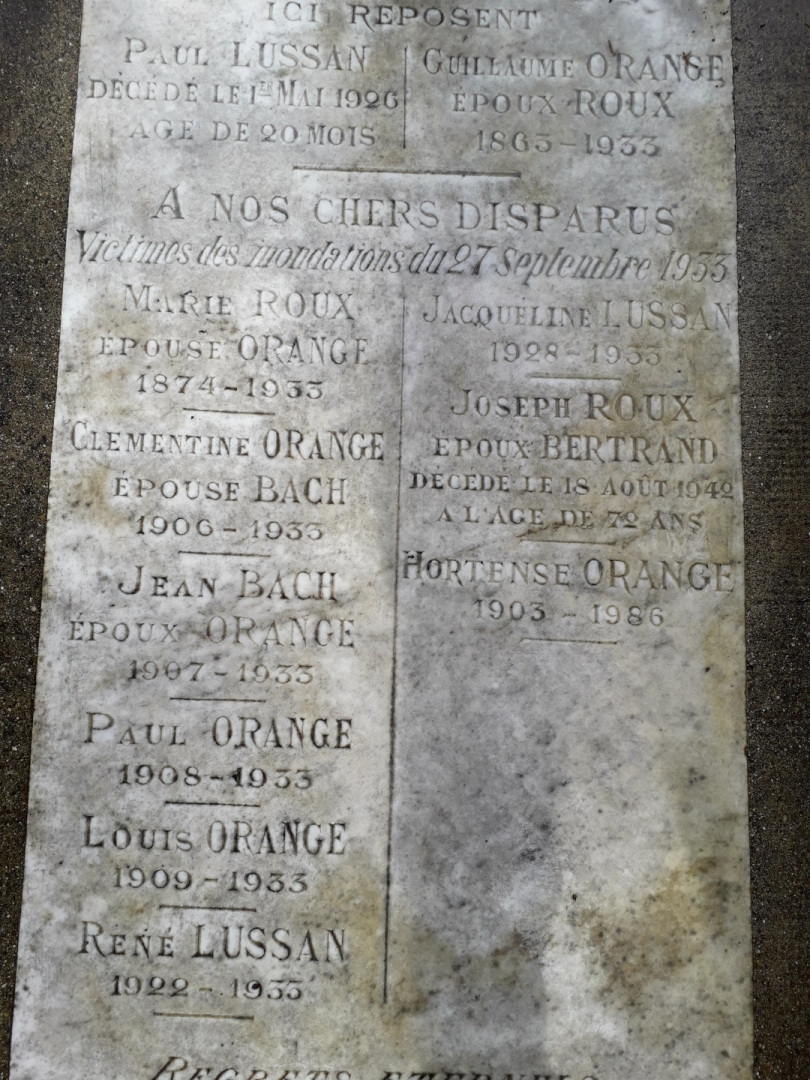 ICI REPOSENT
PAUL LUSSAN
DÉCÉDÉ LE 1ER MAI 1926
AGE DE 20 MOIS
GUILLAUME ORANGE
ÉPOUX ROUX
1863-1933
A NOS CHERS DISPARUS
Victimes des inondations du 27 Septembre 1933
MARIE ROUX
ÉPOUSE ORANGE
1874-1933
CLEMENTINE ORANGE
ÉPOUSE BACH
1906-1933
JEAN BACH
ÉPOUX ORANGE
1907-1933
PAUL ORANGE
1908-1933
LOUIS ORANGE
1909-1933
RENÉ LUSSAN
1922-1933
JACQUELINE LUSSAN
1928-1933
JOSEPH ROUX
EPOUX BERTRAND
DÉCÉDÉ LE 18 AOÛT 1942
A L'AGE DE 72 ANS
HORTENSE ORANGE
1903-1986
REGRETS ETERNELS